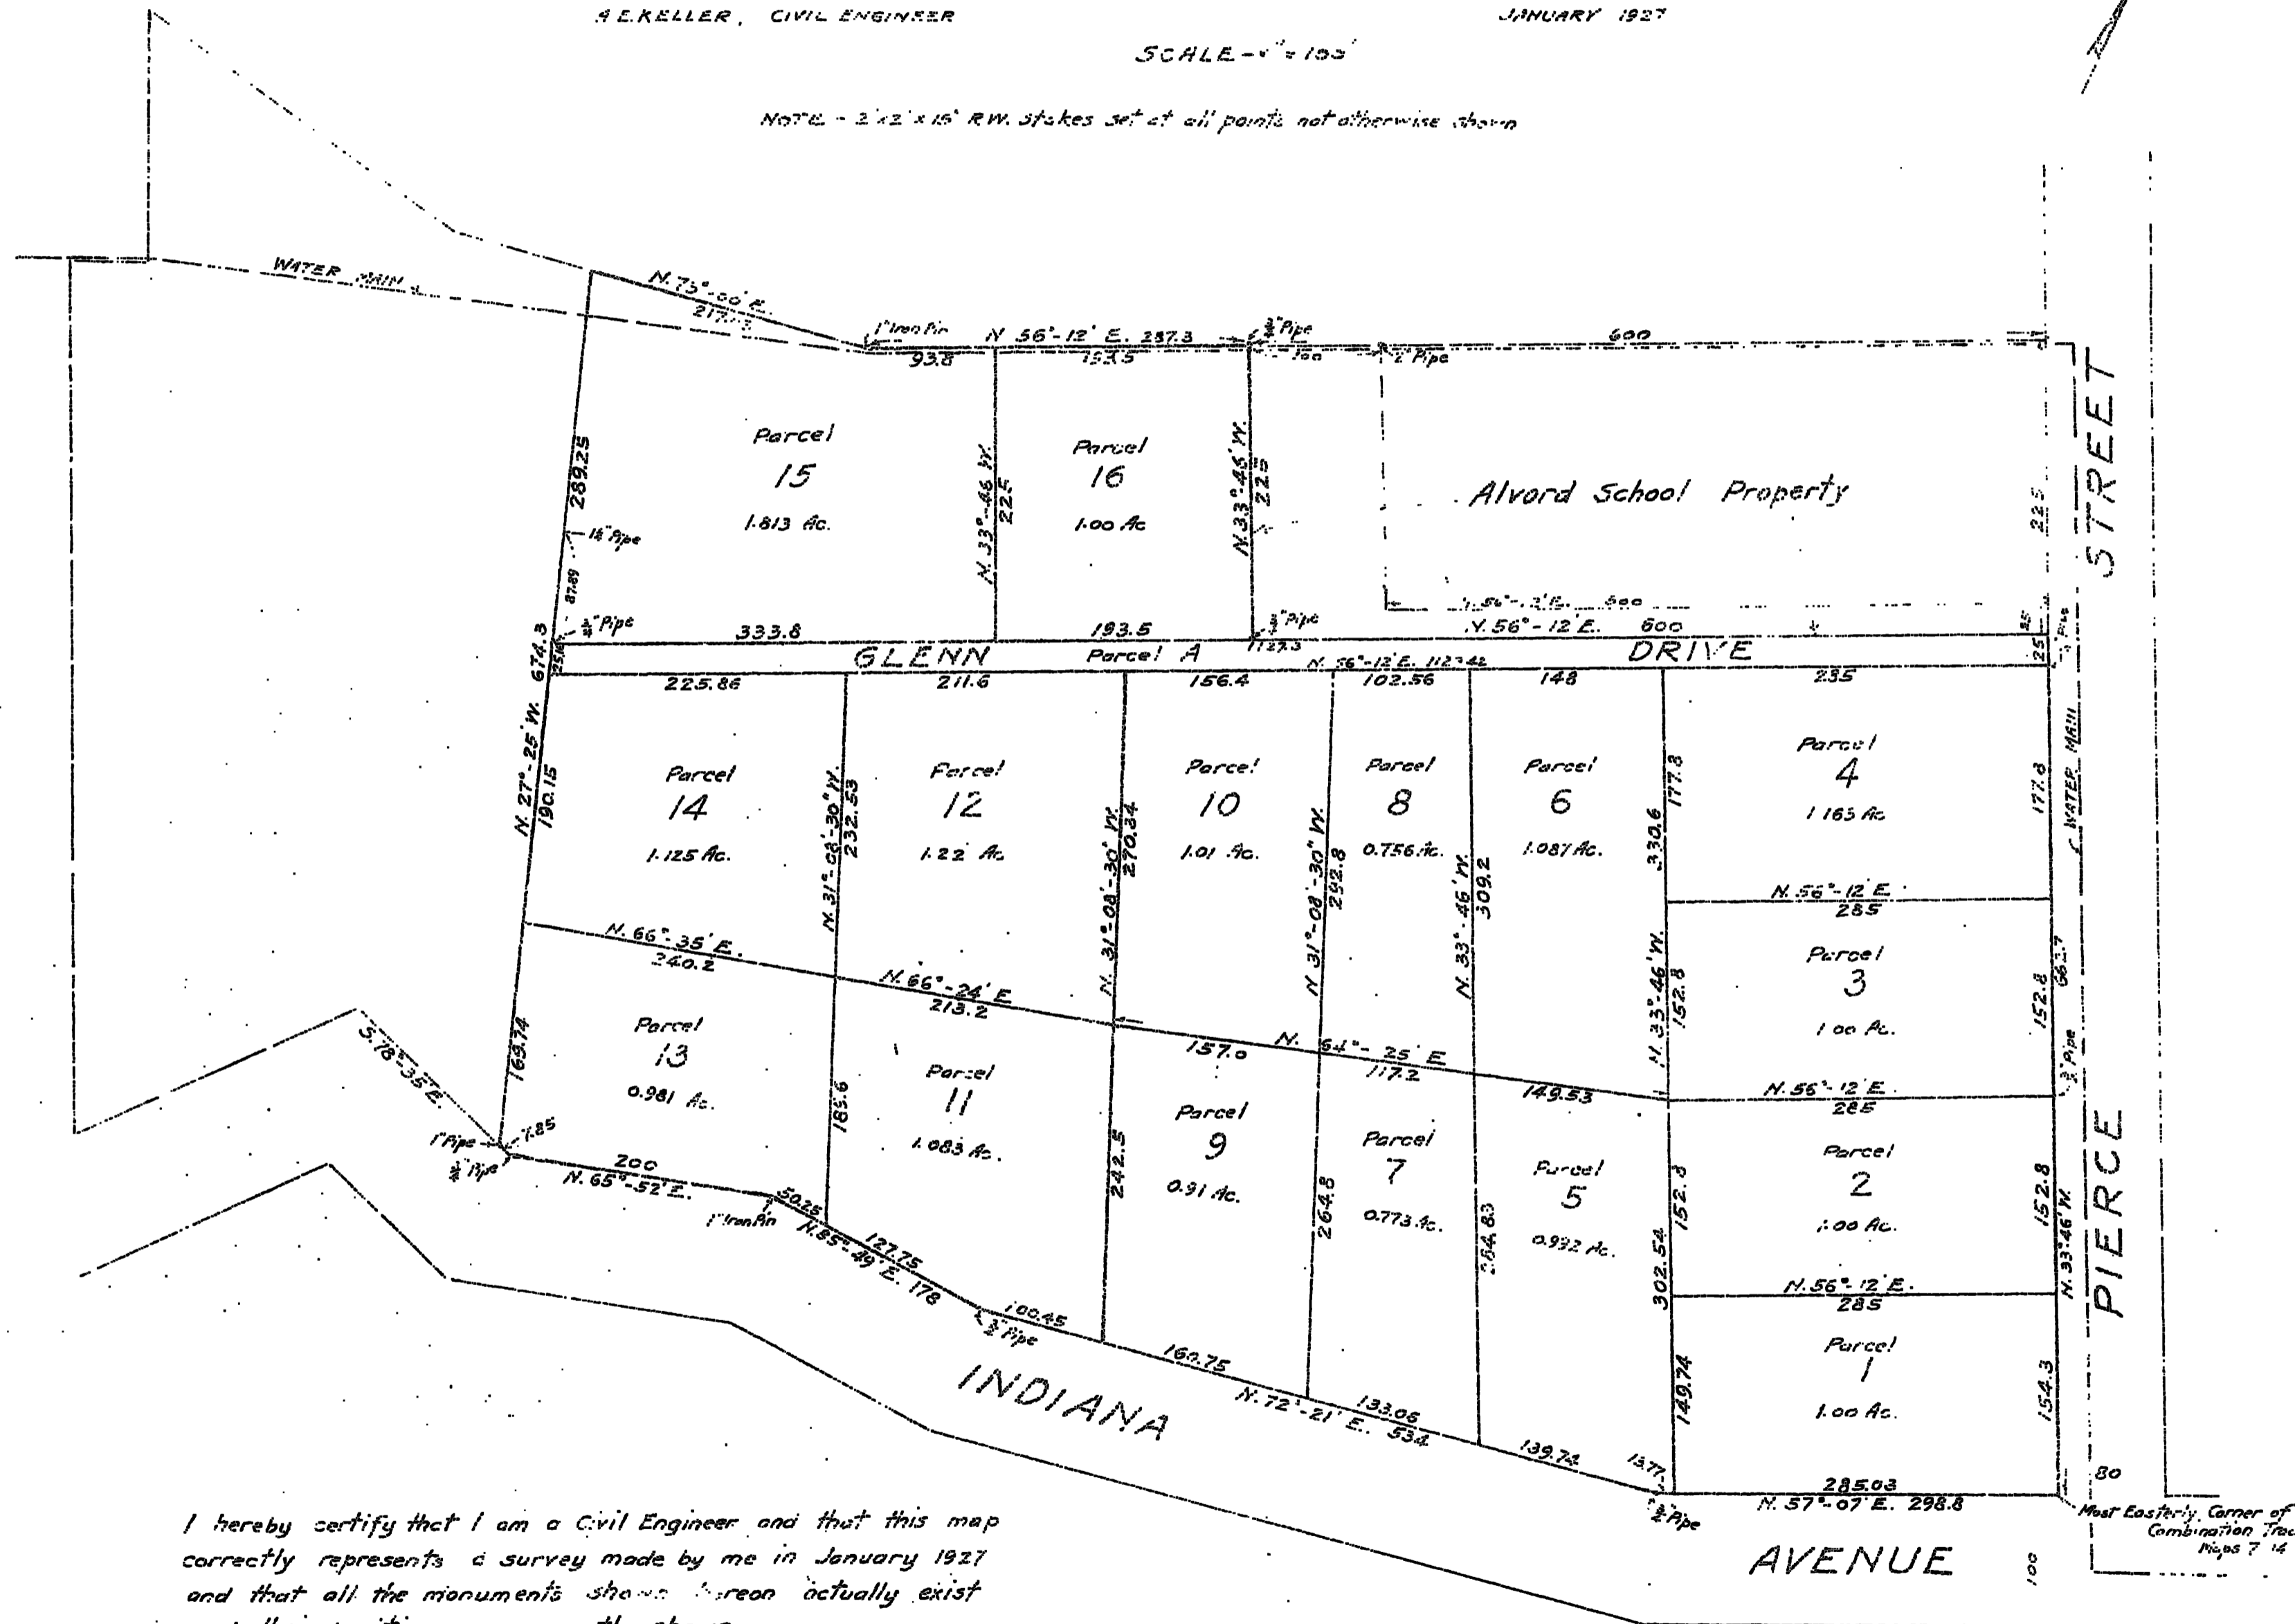 A.E.KELLER, CIVIL ENGINEER
JANUARY 1927
SCALE
NOTE - 2"x2"x15" R.W. Stakes set at all points not otherwise shown
WATER MAIN
N. 75°-00' E.
1" Iron Pin
N 56°-12' E. 287.3
3/4" Pipe
600
93.8
193.5
100
Pipe
STREET
Parcel
15
1.813 Ac.
Parcel
16
1.00 Ac
Alvord School Property
289.25
N. 33°-46' W.
225
N. 33°-46' W.
225
225
1½" Pipe
87.89
3/4" Pipe
333.8
193.5
3/4" Pipe
N. 56°-12' E. 600
25
GLENN
Parcel A
1127.3
DRIVE
25
N. 56°-12' E. 1127.42
225.86
211.6
156.4
102.56
148
235
N. 27°-25' W. 674.3
190.15
Parcel
14
1.125 Ac.
N. 31°-08'-30" W.
232.53
Parcel
12
1.22 Ac
N. 31°-08'-30" W.
270.34
Parcel
10
1.01 Ac.
N 31°-08'-30" W.
292.8
Parcel
8
0.756 Ac.
N. 33°-46' W.
309.2
Parcel
6
1.087 Ac.
177.8
330.6
N. 33°-46' W.
Parcel
4
1.163 Ac
177.8
WATER MAIN
N. 56°-12' E.
285
Parcel
3
1.00 Ac.
152.8
152.8
662.7
3/4" Pipe
N. 66°-35' E.
240.2
N. 66°-24' E
213.2
N. 64°-25' E
157.0
117.2
149.53
N. 56°-12' E.
285
S. 78°-35' E.
169.74
Parcel
13
0.981 Ac.
185.6
Parcel
11
1.083 Ac.
242.5
Parcel
9
0.91 Ac.
264.8
Parcel
7
0.773 Ac.
284.83
Parcel
5
0.992 Ac.
302.54
152.8
Parcel
2
1.00 Ac.
152.8
N. 33°-46' W.
PIERCE
1" Pipe
7.85
3/4" Pipe
200
N. 65°-52' E.
1" Iron Pin
50.25
127.75
N. 85°-49' E. 178
3/4" Pipe
100.45
160.75
N. 72°-21' E. 534
133.06
139.74
13.77
Pipe
N. 56°-12' E.
285
149.74
Parcel
1
1.00 Ac.
154.3
285.03
N. 57°-07' E. 298.8
80
Most Easterly Corner of
Combination Trac
Maps 7 14
INDIANA
AVENUE
100
I hereby certify that I am a Civil Engineer and that this map
correctly represents a survey made by me in January 1927
and that all the monuments shown hereon actually exist